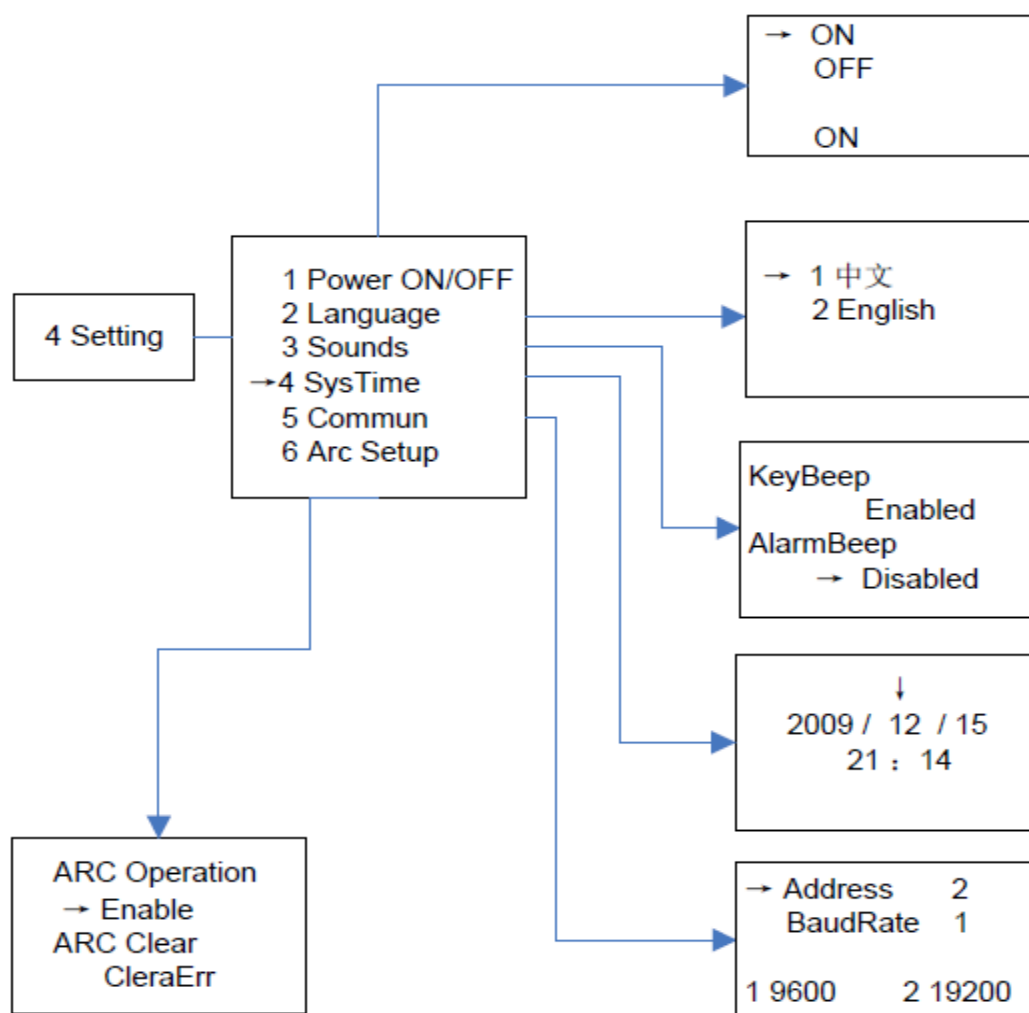 4 Setting
1 Power ON/OFF
2 Language
3 Sounds
→4 SysTime
5 Commun
6 Arc Setup
→ ON
OFF
ON
→ 1 中文
2 English
KeyBeep
Enabled
AlarmBeep
→ Disabled
↓
2009 / 12 / 15
21 : 14
→ Address 2
BaudRate 1
1 9600 2 19200
ARC Operation
→ Enable
ARC Clear
CleraErr